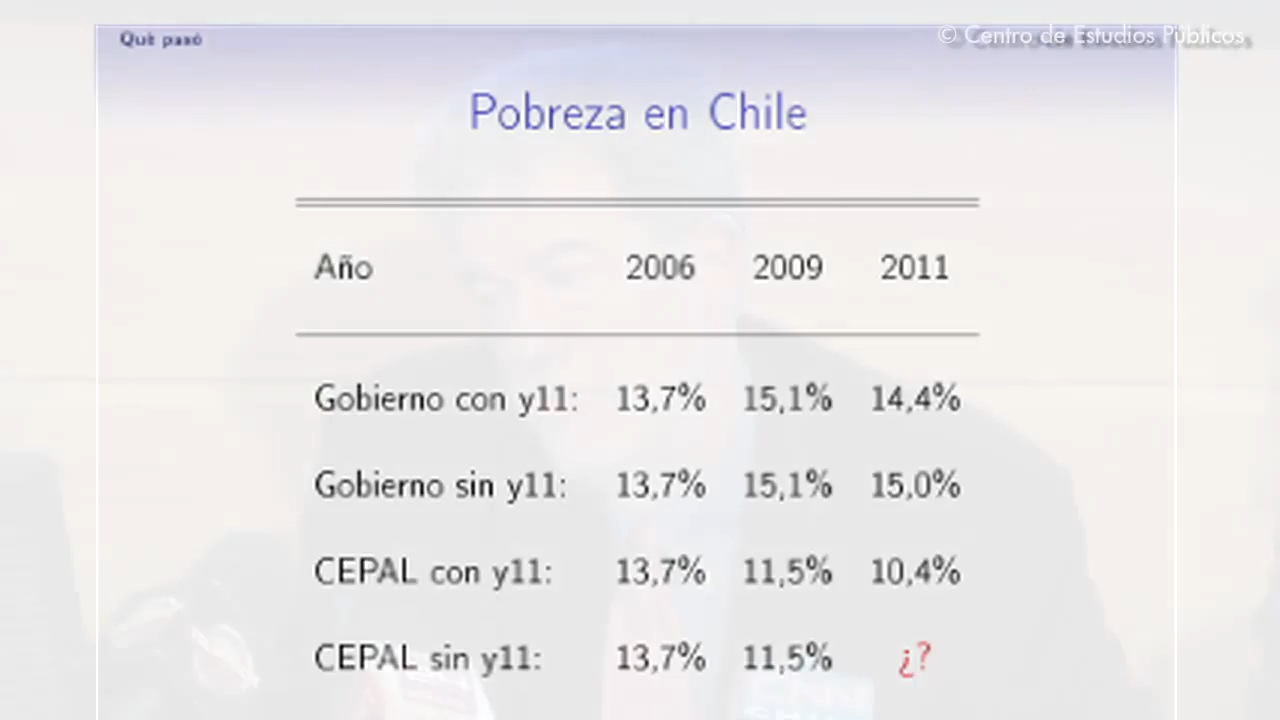 Qué pasó
© Centro de Estudios Públicos
Pobreza en Chile
Año 2006 2009 2011
Gobierno con y11: 13,7% 15,1% 14,4%
Gobierno sin y11: 13,7% 15,1% 15,0%
CEPAL con y11: 13,7% 11,5% 10,4%
CEPAL sin y11: 13,7% 11,5% ¿?